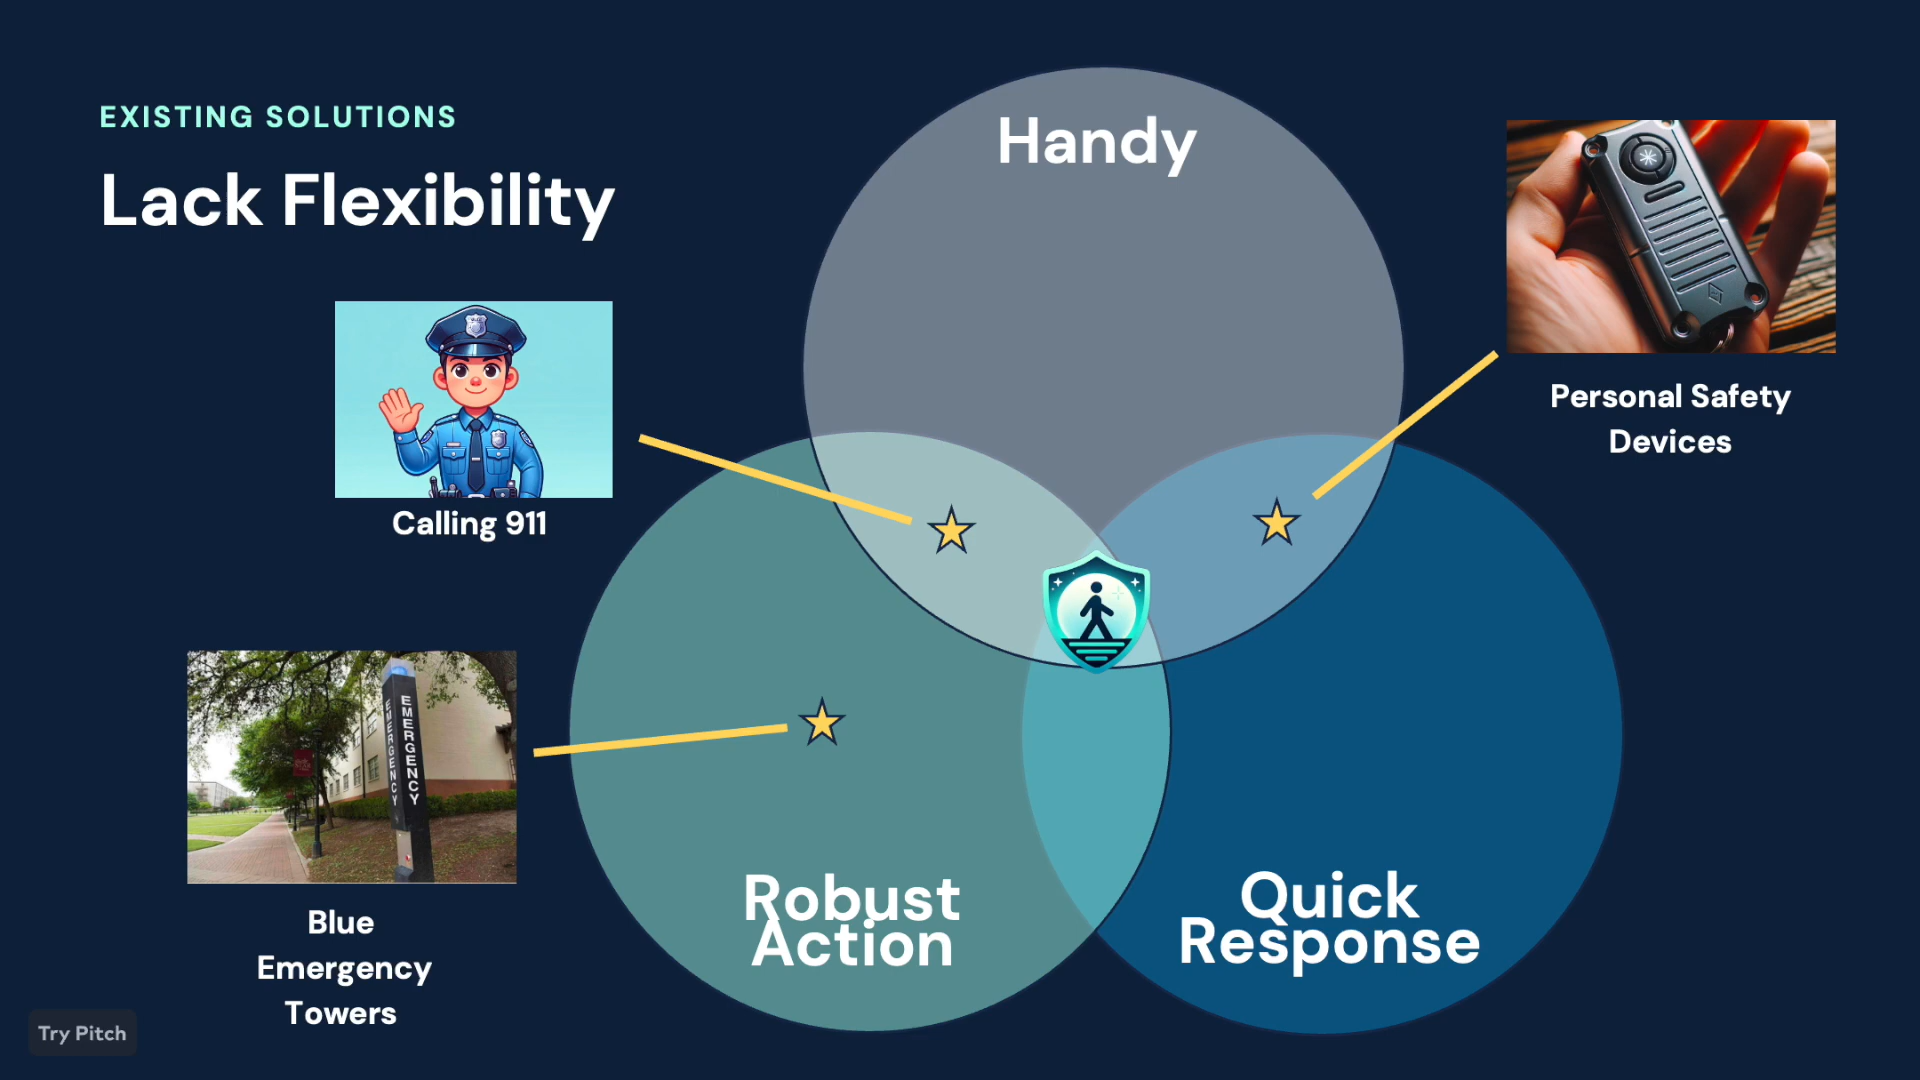 EXISTING SOLUTIONS
Lack Flexibility
Handy
Calling 911
Personal Safety
Devices
EMERGENCY
EMERGENCY
Blue
Emergency
Towers
Robust
Action
Quick
Response
Try Pitch